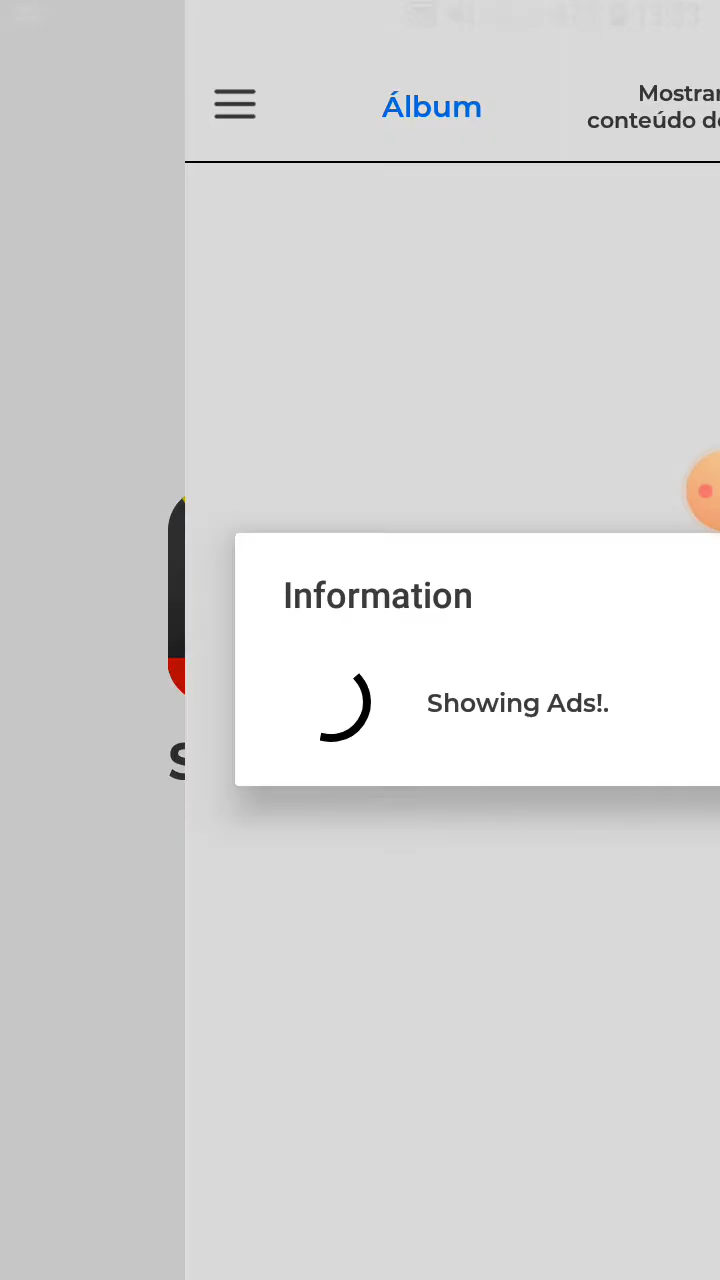 Álbum
Mostrar
conteúdo d
Information
Showing Ads!.
S